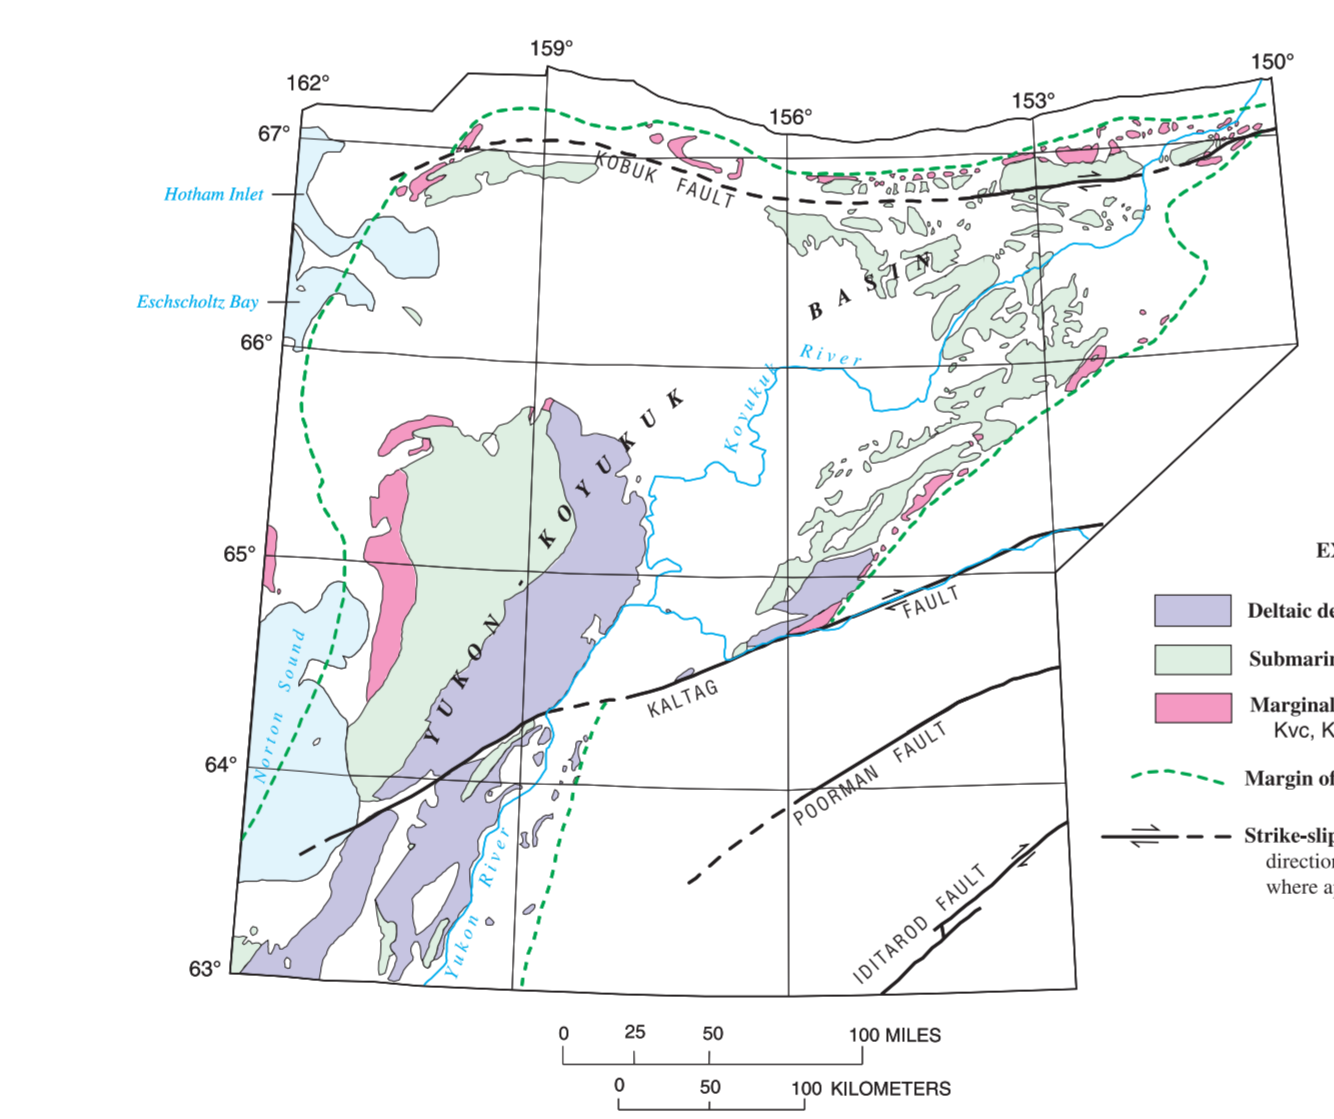 159°
150°
162°
153°
156°
67°
KOBUK FAULT
Hotham Inlet
BASIN
Eschscholtz Bay
66°
River
Koyukuk
YUKON - KOYUKUK
65°
EX
FAULT
Deltaic de
Norton Sound
Submarin
KALTAG
Marginal
Kvc, K
64°
POORMAN FAULT
Margin of
Strike-slip
direction
where a
Yukon River
IDITAROD FAULT
63°
0 25 50 100 MILES
0 50 100 KILOMETERS